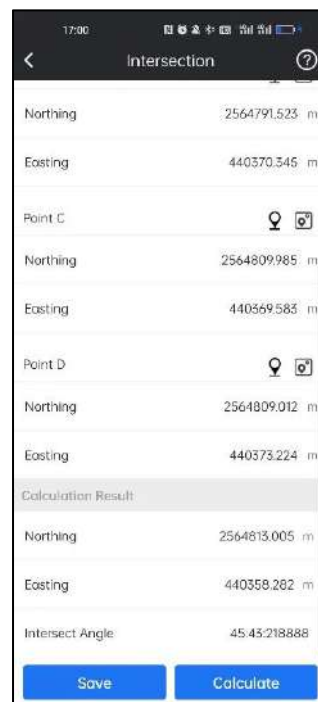 17:00
Intersection
Northing 2564791.523 m
Easting 440370.345 m
Point C
Northing 2564809.985 m
Easting 440369.583 m
Point D
Northing 2564809.012 m
Easting 440373.224 m
Calculation Result
Northing 2564813.005 m
Easting 440358.282 m
Intersect Angle 45:43:218888
Save Calculate